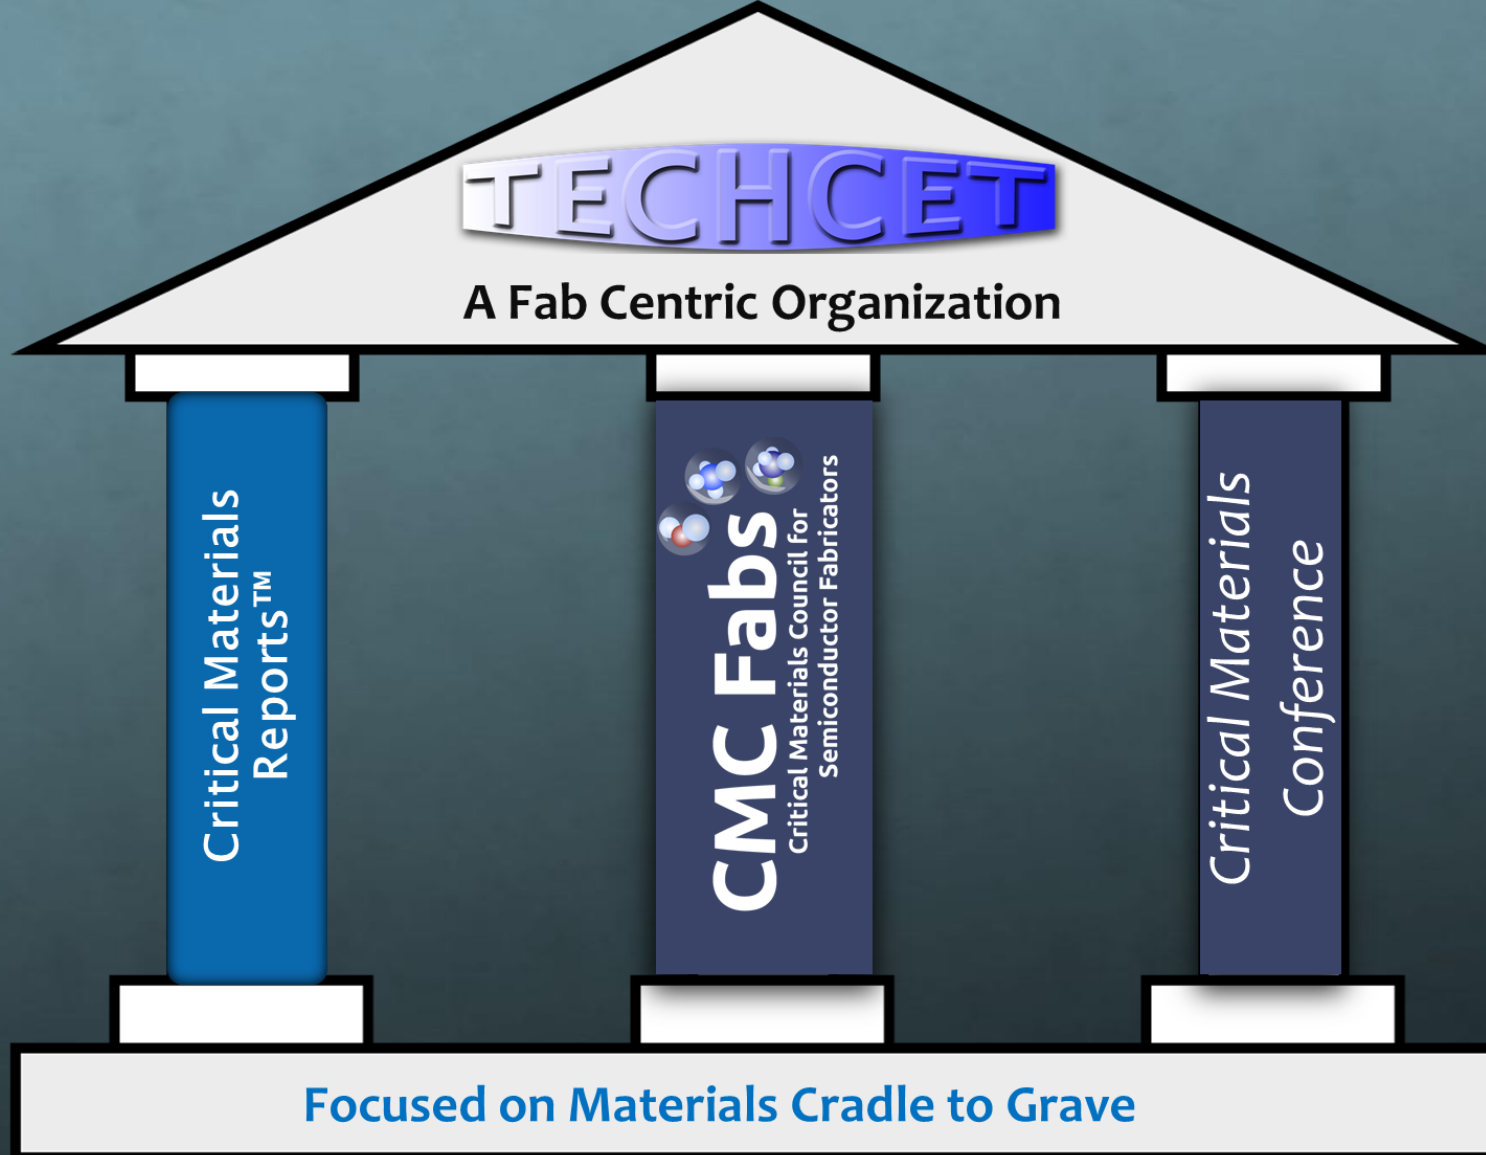 TECHCET
A Fab Centric Organization
Critical Materials
Reports™
CMC Fabs
Critical Materials Council for
Semiconductor Fabricators
Critical Materials
Conference
Focused on Materials Cradle to Grave